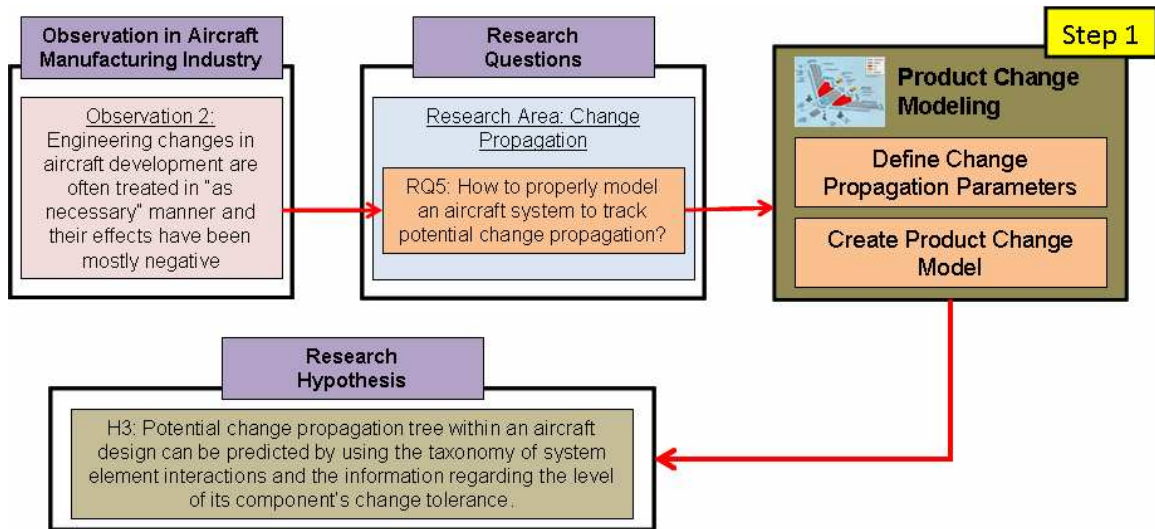 Observation in Aircraft
Manufacturing Industry
Observation 2:
Engineering changes in
aircraft development are
often treated in "as
necessary" manner and
their effects have been
mostly negative
Research
Questions
Research Area: Change
Propagation
RQ5: How to properly model
an aircraft system to track
potential change propagation?
Step 1
Product Change
Modeling
Define Change
Propagation Parameters
Create Product Change
Model
Research
Hypothesis
H3: Potential change propagation tree within an aircraft
design can be predicted by using the taxonomy of system
element interactions and the information regarding the level
of its component's change tolerance.